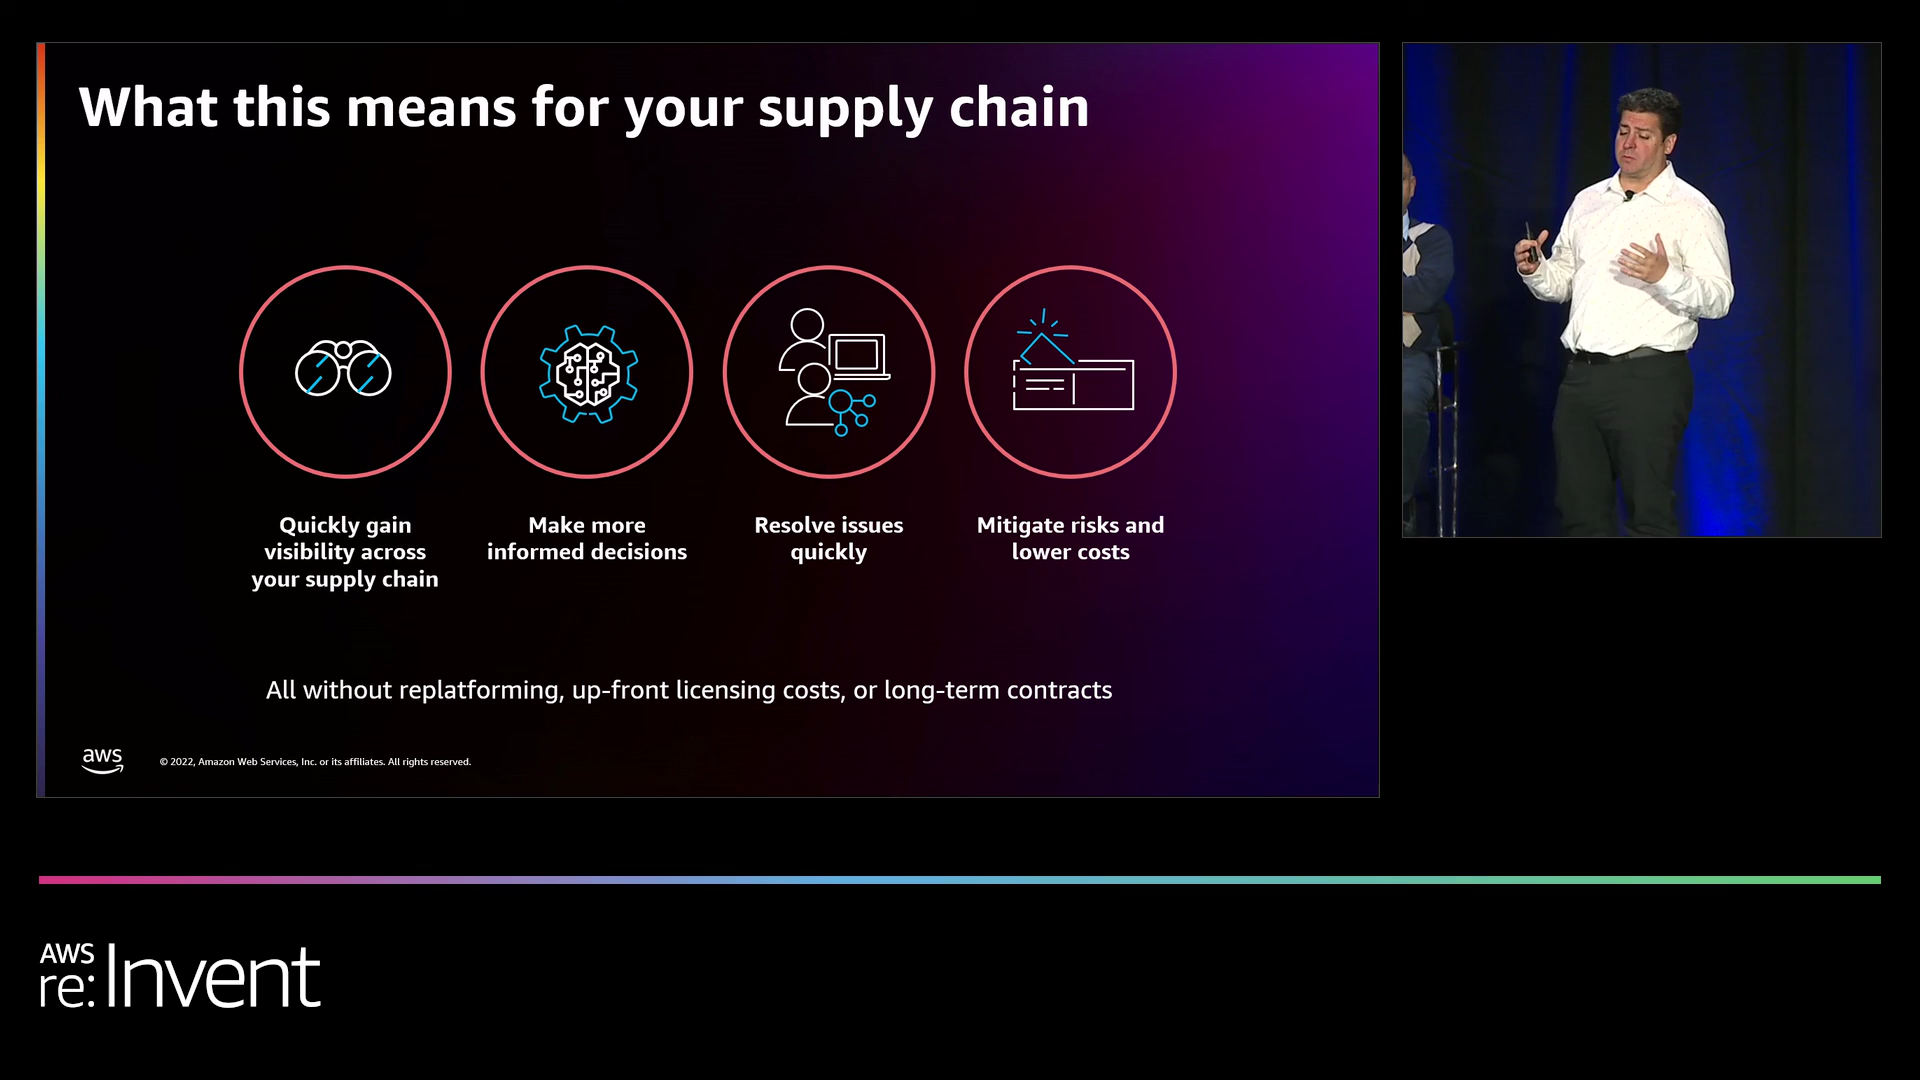 What this means for your supply chain
Quickly gain
visibility across
your supply chain
Make more
informed decisions
Resolve issues
quickly
Mitigate risks and
lower costs
All without replatforming, up-front licensing costs, or long-term contracts
aws
© 2022, Amazon Web Services, Inc. or its affiliates. All rights reserved.
AWS
re:Invent